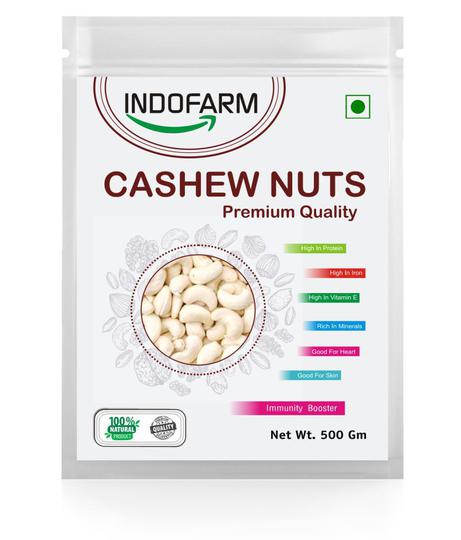 INDOFARM
CASHEW NUTS
Premium Quality
High In Protein
High In Iron
High In Vitamin E
Rich In Minerals
Good For Heart
Good For Skin
Immunity Booster
100%
NATURAL
PRODUCT
QUALITY
Net Wt. 500 Gm